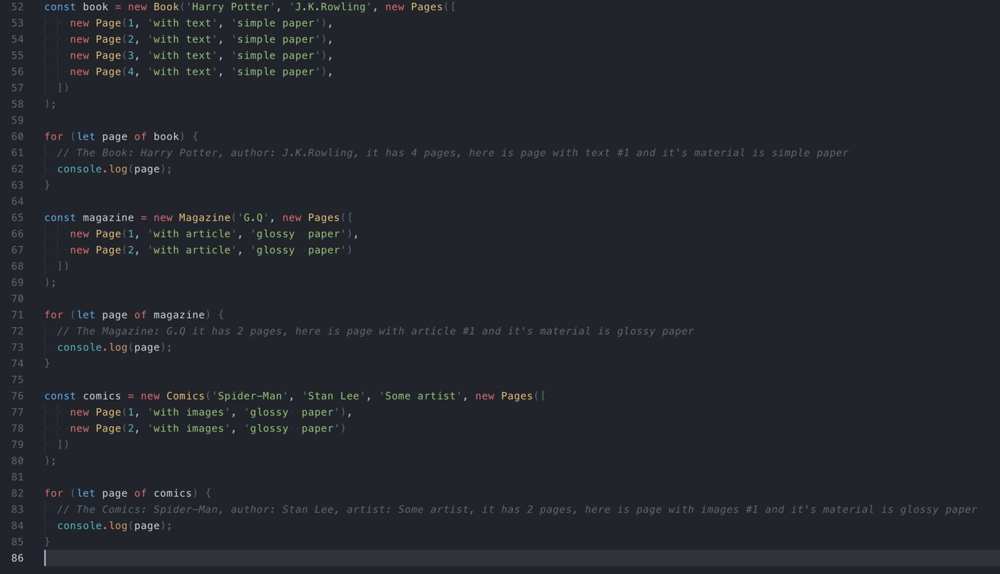 52 const book = new Book('Harry Potter', 'J.K.Rowling', new Pages([
53     new Page(1, 'with text', 'simple paper'),
54     new Page(2, 'with text', 'simple paper'),
55     new Page(3, 'with text', 'simple paper'),
56     new Page(4, 'with text', 'simple paper'),
57   ])
58 );
59
60 for (let page of book) {
61   // The Book: Harry Potter, author: J.K.Rowling, it has 4 pages, here is page with text #1 and it's material is simple paper
62   console.log(page);
63 }
64
65 const magazine = new Magazine('G.Q', new Pages([
66     new Page(1, 'with article', 'glossy  paper'),
67     new Page(2, 'with article', 'glossy  paper')
68   ])
69 );
70
71 for (let page of magazine) {
72   // The Magazine: G.Q it has 2 pages, here is page with article #1 and it's material is glossy paper
73   console.log(page);
74 }
75
76 const comics = new Comics('Spider-Man', 'Stan Lee', 'Some artist', new Pages([
77     new Page(1, 'with images', 'glossy  paper'),
78     new Page(2, 'with images', 'glossy  paper')
79   ])
80 );
81
82 for (let page of comics) {
83   // The Comics: Spider-Man, author: Stan Lee, artist: Some artist, it has 2 pages, here is page with images #1 and it's material is glossy paper
84   console.log(page);
85 }
86